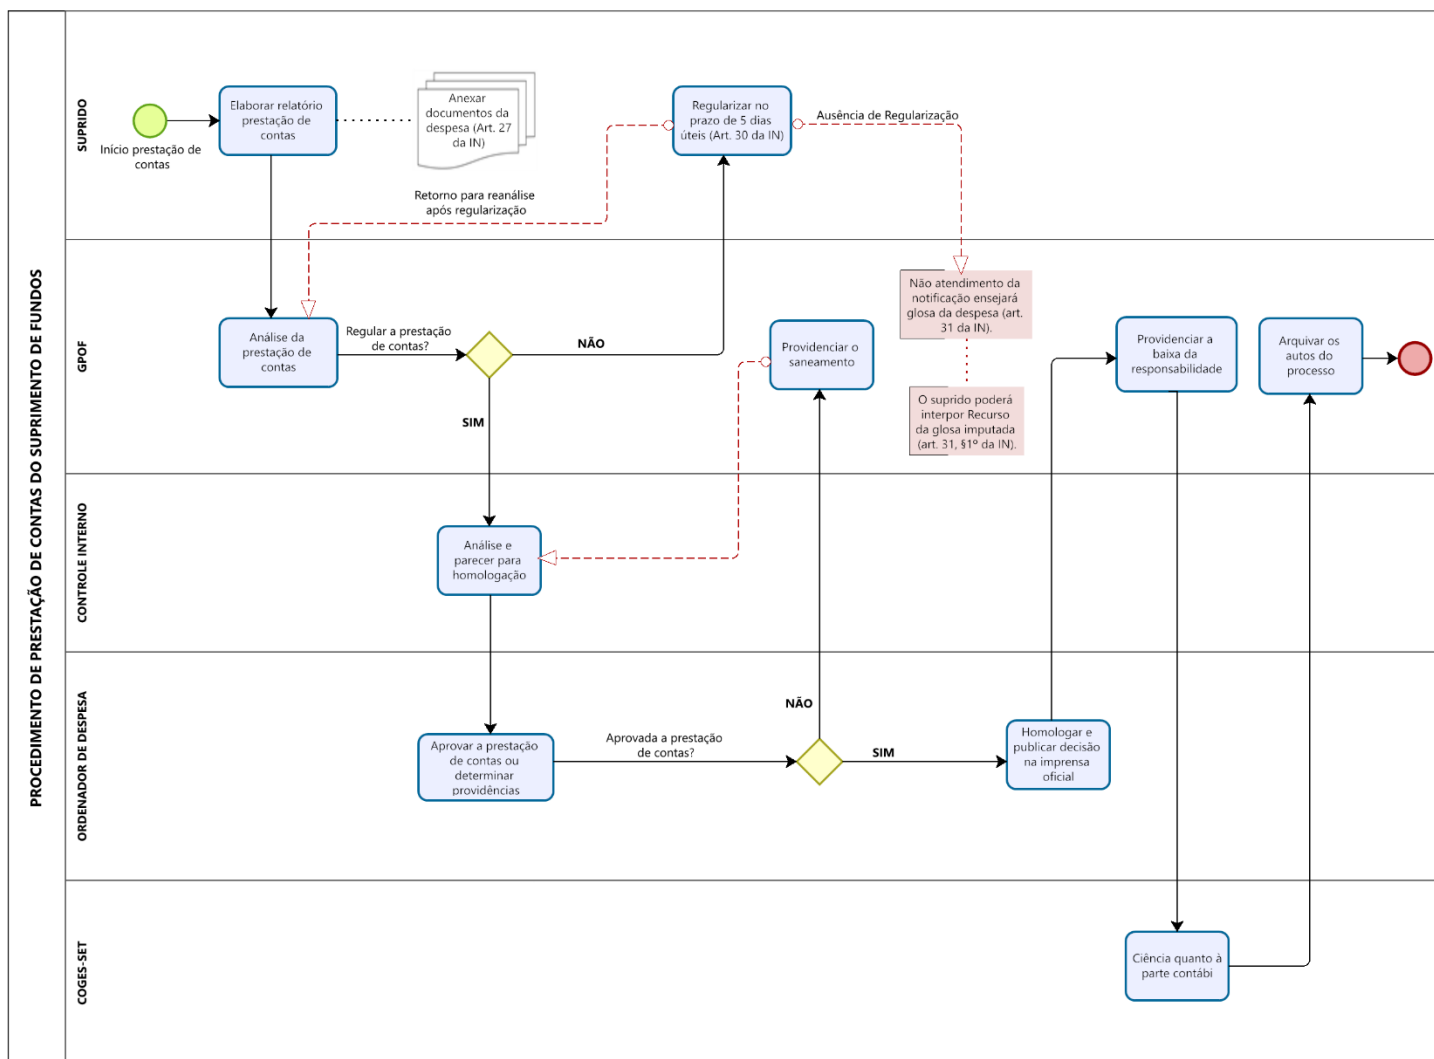 PROCEDIMENTO DE PRESTAÇÃO DE CONTAS DO SUPRIMENTO DE FUNDOS
SUPRIDO
Início prestação de
contas
Elaborar relatório
prestação de
contas
Anexar
documentos da
despesa (Art. 27
da IN)
Regularizar no
prazo de 5 dias
úteis (Art. 30 da IN)
Ausência de Regularização
Retorno para reanálise
após regularização
GPOF
Análise da
prestação de
contas
Regular a prestação
de contas?
NÃO
SIM
Providenciar o
saneamento
Não atendimento da
notificação ensejará
glosa da despesa (art.
31 da IN).
O suprido poderá
interpor Recurso
da glosa imputada
(art. 31, §1º da IN).
Providenciar a
baixa da
responsabilidade
Arquivar os
autos do
processo
CONTROLE INTERNO
Análise e
parecer para
homologação
ORDENADOR DE DESPESA
Aprovar a prestação
de contas ou
determinar
providências
Aprovada a prestação
de contas?
NÃO
SIM
Homologar e
publicar decisão
na imprensa
oficial
COGES-SET
Ciência quanto à
parte contábi